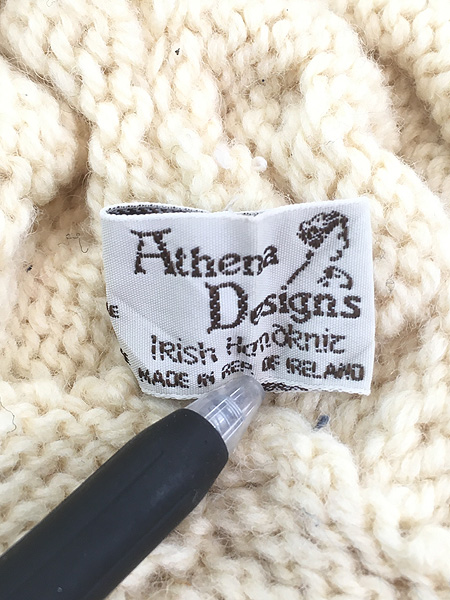 Athena
Designs
Irish Handknit
MADE IN REP OF IRELAND